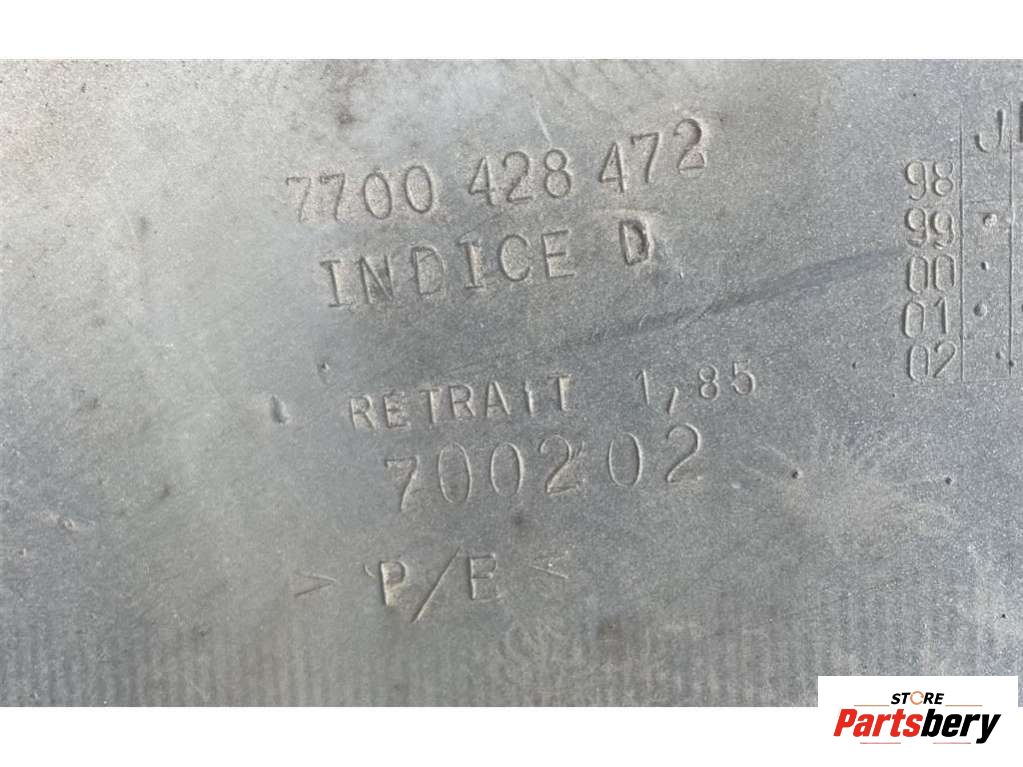 7700 428 472
INDICE D
RETRAIT 1,85
700202
> P/E <
J
98
99
00
01
02
STORE
Partsbery